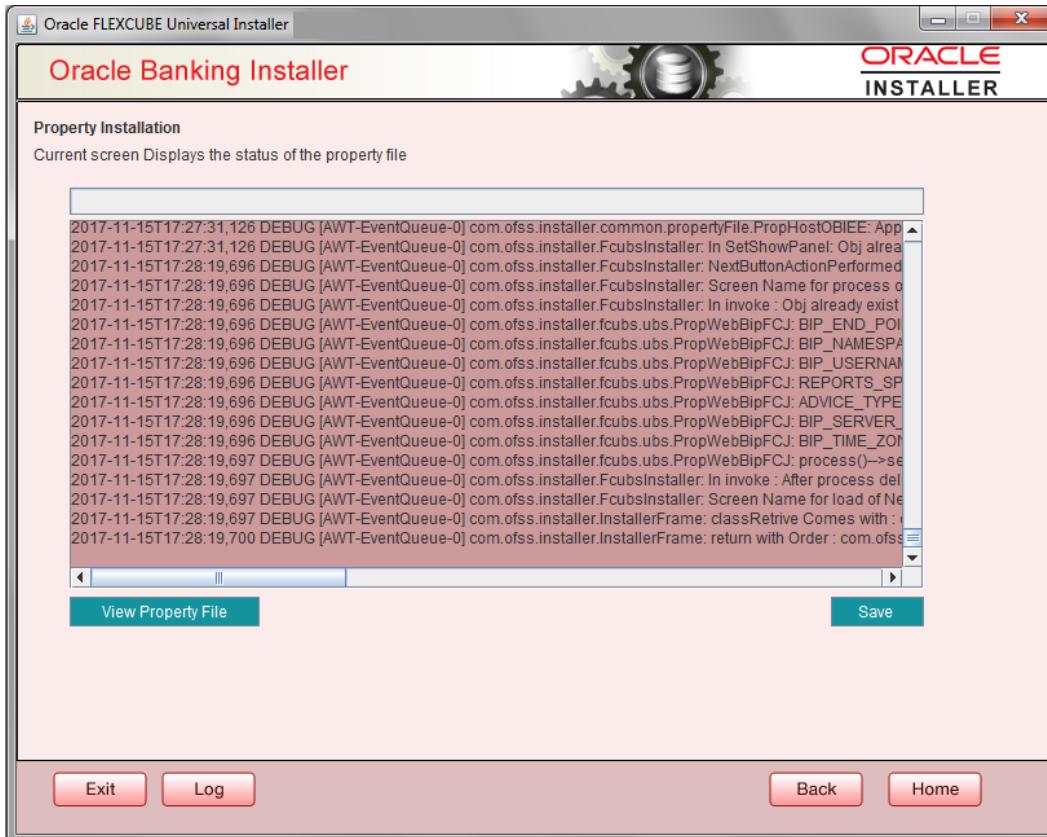 Oracle FLEXCUBE Universal Installer
Oracle Banking Installer
ORACLE
INSTALLER
Property Installation
Current screen Displays the status of the property file
2017-11-15T17:27:31,126 DEBUG [AWT-EventQueue-0] com.ofss.installer.common.propertyFile.PropHostOBIEE: App
2017-11-15T17:27:31,126 DEBUG [AWT-EventQueue-0] com.ofss.installer.FcubsInstaller: In SetShowPanel: Obj alrea
2017-11-15T17:28:19,696 DEBUG [AWT-EventQueue-0] com.ofss.installer.FcubsInstaller: NextButtonActionPerformed
2017-11-15T17:28:19,696 DEBUG [AWT-EventQueue-0] com.ofss.installer.FcubsInstaller: Screen Name for process o
2017-11-15T17:28:19,696 DEBUG [AWT-EventQueue-0] com.ofss.installer.FcubsInstaller: In invoke : Obj already exist
2017-11-15T17:28:19,696 DEBUG [AWT-EventQueue-0] com.ofss.installer.fcubs.ubs.PropWebBipFCJ: BIP_END_POI
2017-11-15T17:28:19,696 DEBUG [AWT-EventQueue-0] com.ofss.installer.fcubs.ubs.PropWebBipFCJ: BIP_NAMESPA
2017-11-15T17:28:19,696 DEBUG [AWT-EventQueue-0] com.ofss.installer.fcubs.ubs.PropWebBipFCJ: BIP_USERNAM
2017-11-15T17:28:19,696 DEBUG [AWT-EventQueue-0] com.ofss.installer.fcubs.ubs.PropWebBipFCJ: REPORTS_SP
2017-11-15T17:28:19,696 DEBUG [AWT-EventQueue-0] com.ofss.installer.fcubs.ubs.PropWebBipFCJ: ADVICE_TYPE
2017-11-15T17:28:19,696 DEBUG [AWT-EventQueue-0] com.ofss.installer.fcubs.ubs.PropWebBipFCJ: BIP_SERVER_
2017-11-15T17:28:19,696 DEBUG [AWT-EventQueue-0] com.ofss.installer.fcubs.ubs.PropWebBipFCJ: BIP_TIME_ZON
2017-11-15T17:28:19,697 DEBUG [AWT-EventQueue-0] com.ofss.installer.fcubs.ubs.PropWebBipFCJ: process()-->se
2017-11-15T17:28:19,697 DEBUG [AWT-EventQueue-0] com.ofss.installer.FcubsInstaller: In invoke : After process del
2017-11-15T17:28:19,697 DEBUG [AWT-EventQueue-0] com.ofss.installer.FcubsInstaller: Screen Name for load of Ne
2017-11-15T17:28:19,697 DEBUG [AWT-EventQueue-0] com.ofss.installer.InstallerFrame: classRetrive Comes with :
2017-11-15T17:28:19,700 DEBUG [AWT-EventQueue-0] com.ofss.installer.InstallerFrame: return with Order : com.ofss
View Property File
Save
Exit
Log
Back
Home